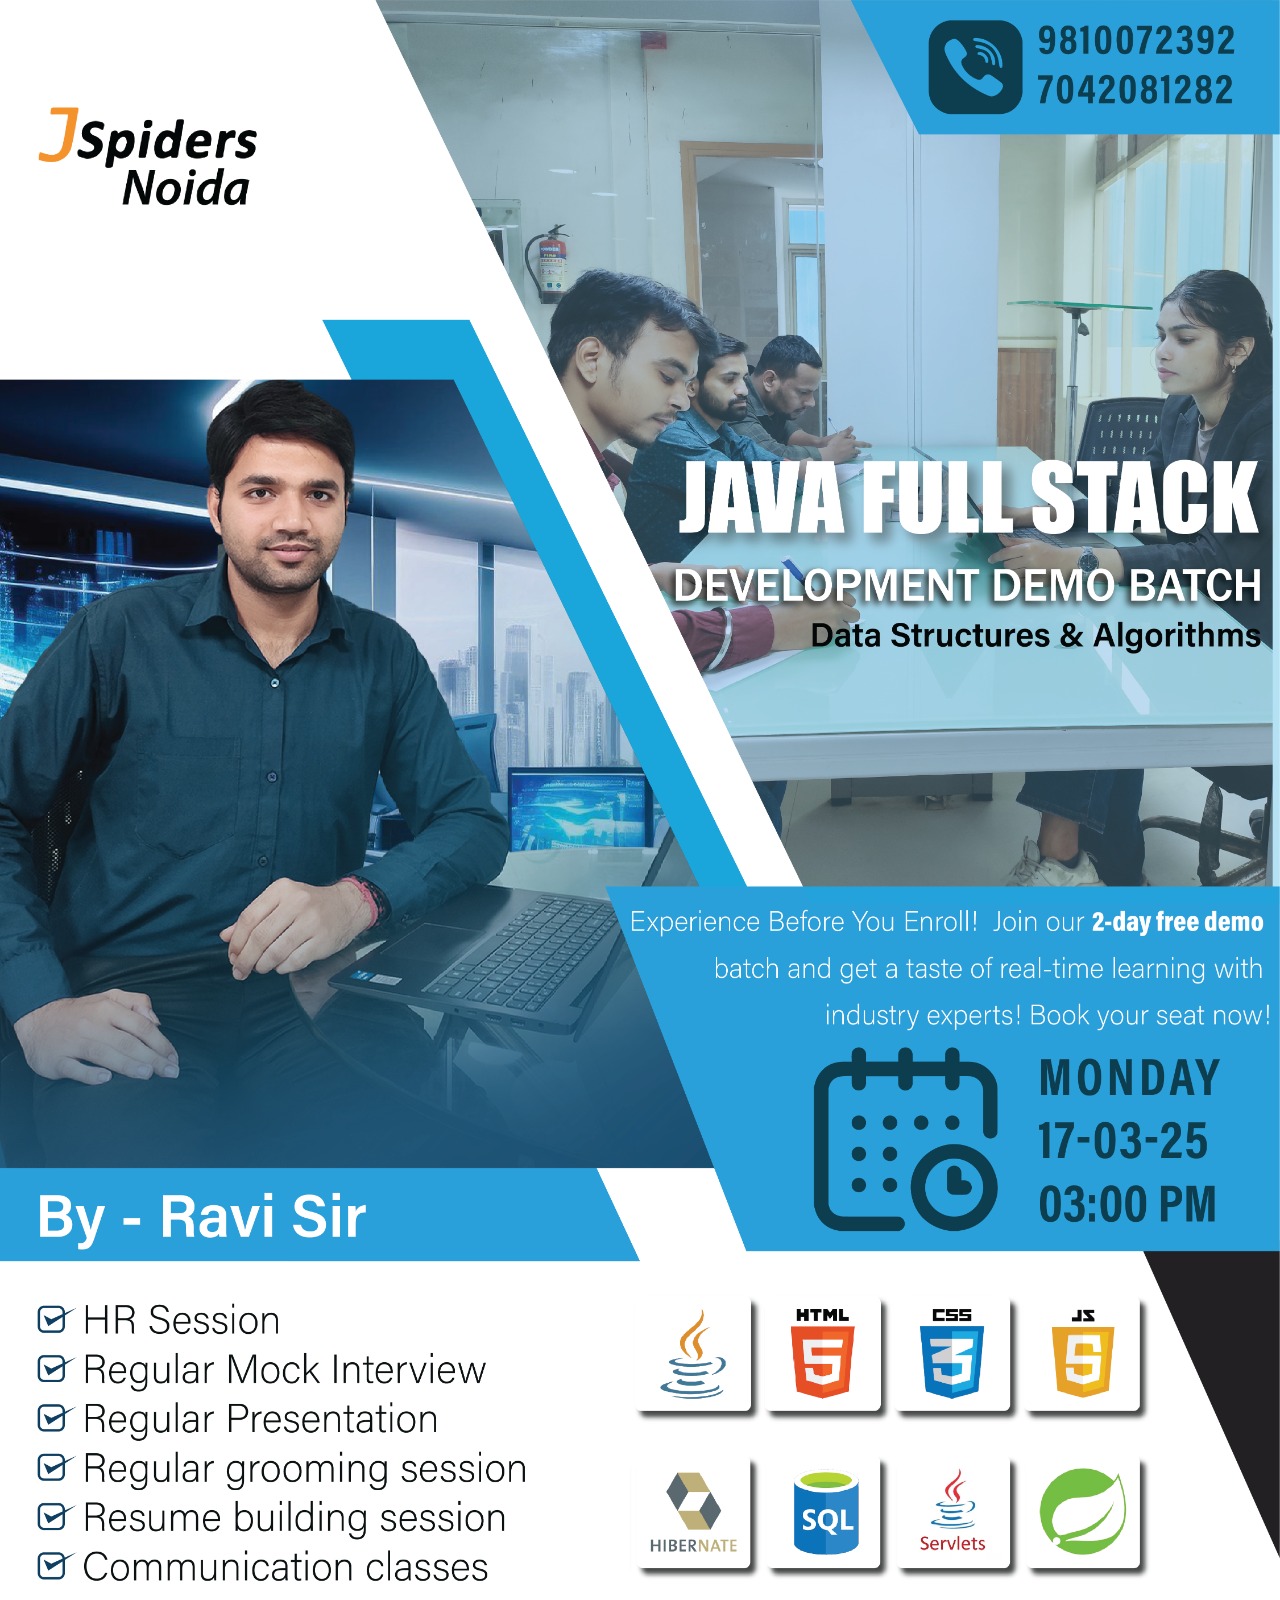 9810072392
7042081282
JSpiders
Noida
JAVA FULL STACK
DEVELOPMENT DEMO BATCH
Data Structures & Algorithms
Experience Before You Enroll! Join our 2-day free demo
batch and get a taste of real-time learning with
industry experts! Book your seat now!
MONDAY
17-03-25
03:00 PM
By - Ravi Sir
HR Session
Regular Mock Interview
Regular Presentation
Regular grooming session
Resume building session
Communication classes
HTML
5
CSS
3
JS
5
HIBERNATE
SQL
Servlets